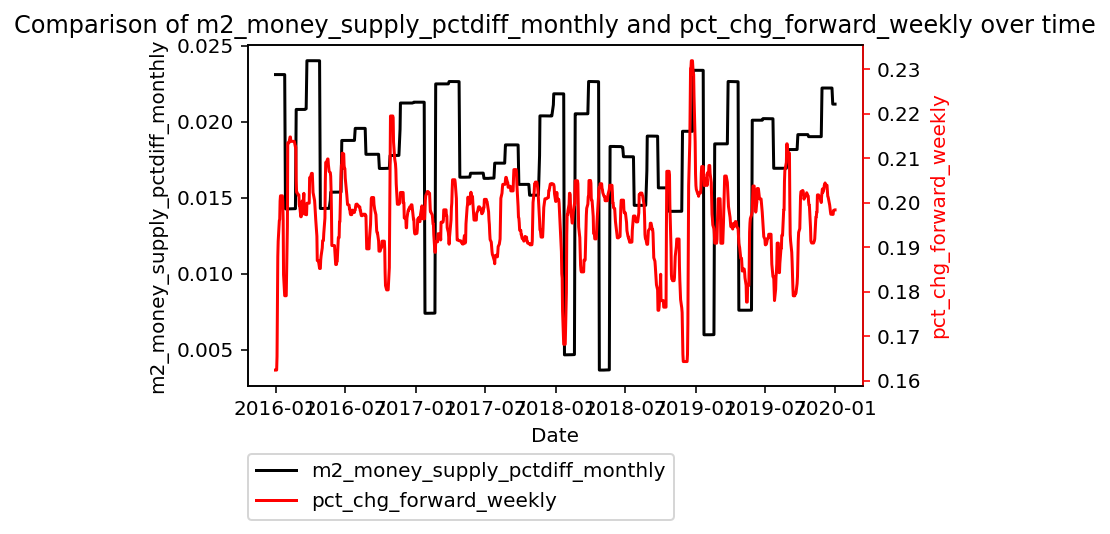 Comparison of m2_money_supply_pctdiff_monthly and pct_chg_forward_weekly over time
m2_money_supply_pctdiff_monthly
0.025
0.020
0.015
0.010
0.005
0.23
0.22
0.21
0.20
0.19
0.18
0.17
0.16
pct_chg_forward_weekly
2016-01 2016-07 2017-01 2017-07 2018-01 2018-07 2019-01 2019-07 2020-01
Date
m2_money_supply_pctdiff_monthly
pct_chg_forward_weekly